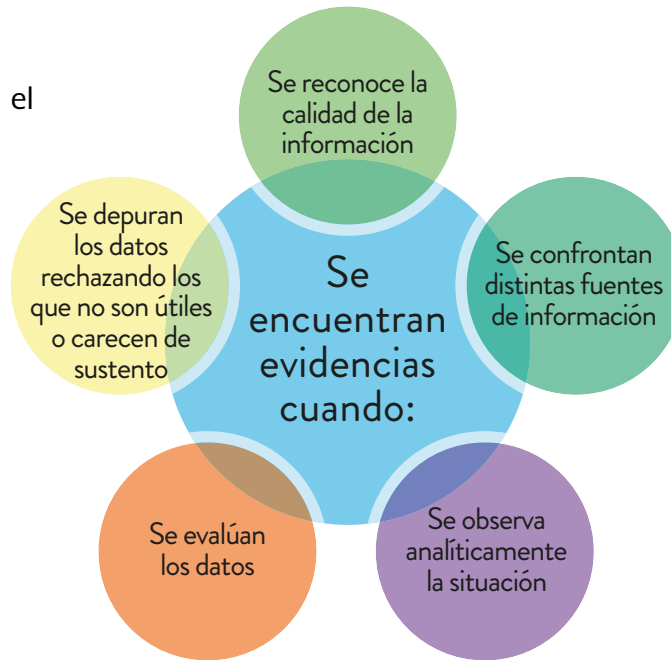 el
Se reconoce la
calidad de la
información
Se depuran
los datos
rechazando los
que no son útiles
o carecen de
sustento
Se
encuentran
evidencias
cuando:
Se confrontan
distintas fuentes
de información
Se evalúan
los datos
Se observa
analíticamente
la situación